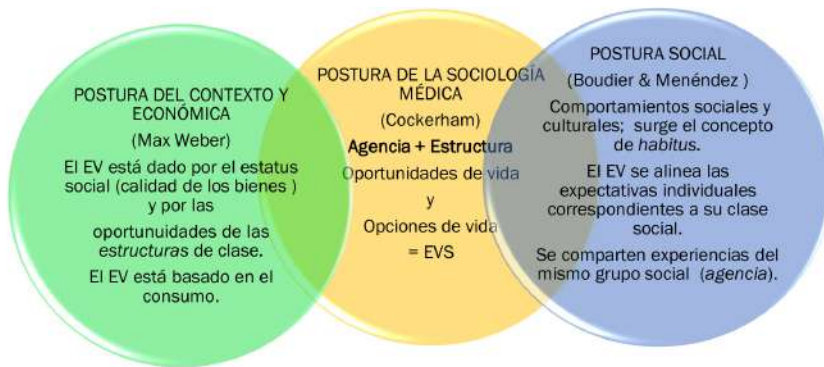 POSTURA DEL CONTEXTO Y
ECONÓMICA
(Max Weber)
El EV está dado por el estatus
social (calidad de los bienes )
y por las
oportunuidades de las
estructuras de clase.
El EV está basado en el
consumo.
POSTURA DE LA SOCIOLOGÍA
MÉDICA
(Cockerham)
Agencia + Estructura
Oportunidades de vida
y
Opciones de vida
= EVS
POSTURA SOCIAL
(Boudier & Menéndez )
Comportamientos sociales y
culturales; surge el concepto
de habitus.
El EV se alinea las
expectativas individuales
correspondientes a su clase
social.
Se comparten experiencias del
mismo grupo social (agencia).